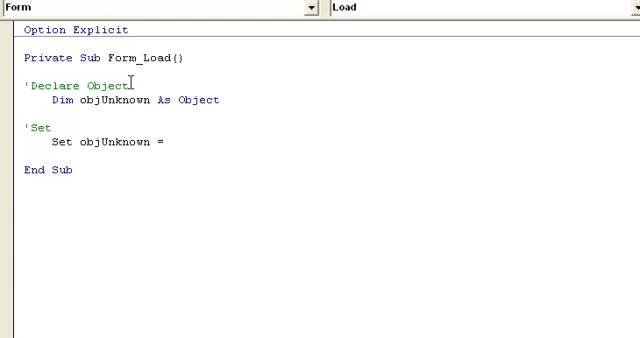 Form Load
Option Explicit
Private Sub Form_Load()
'Declare Object
Dim objUnknown As Object
'Set
Set objUnknown =
End Sub